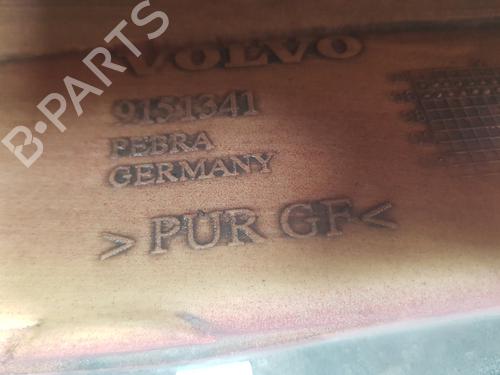 VOLVO
9151341
PEBRA
GERMANY
>PUR GF<
B-PARTS